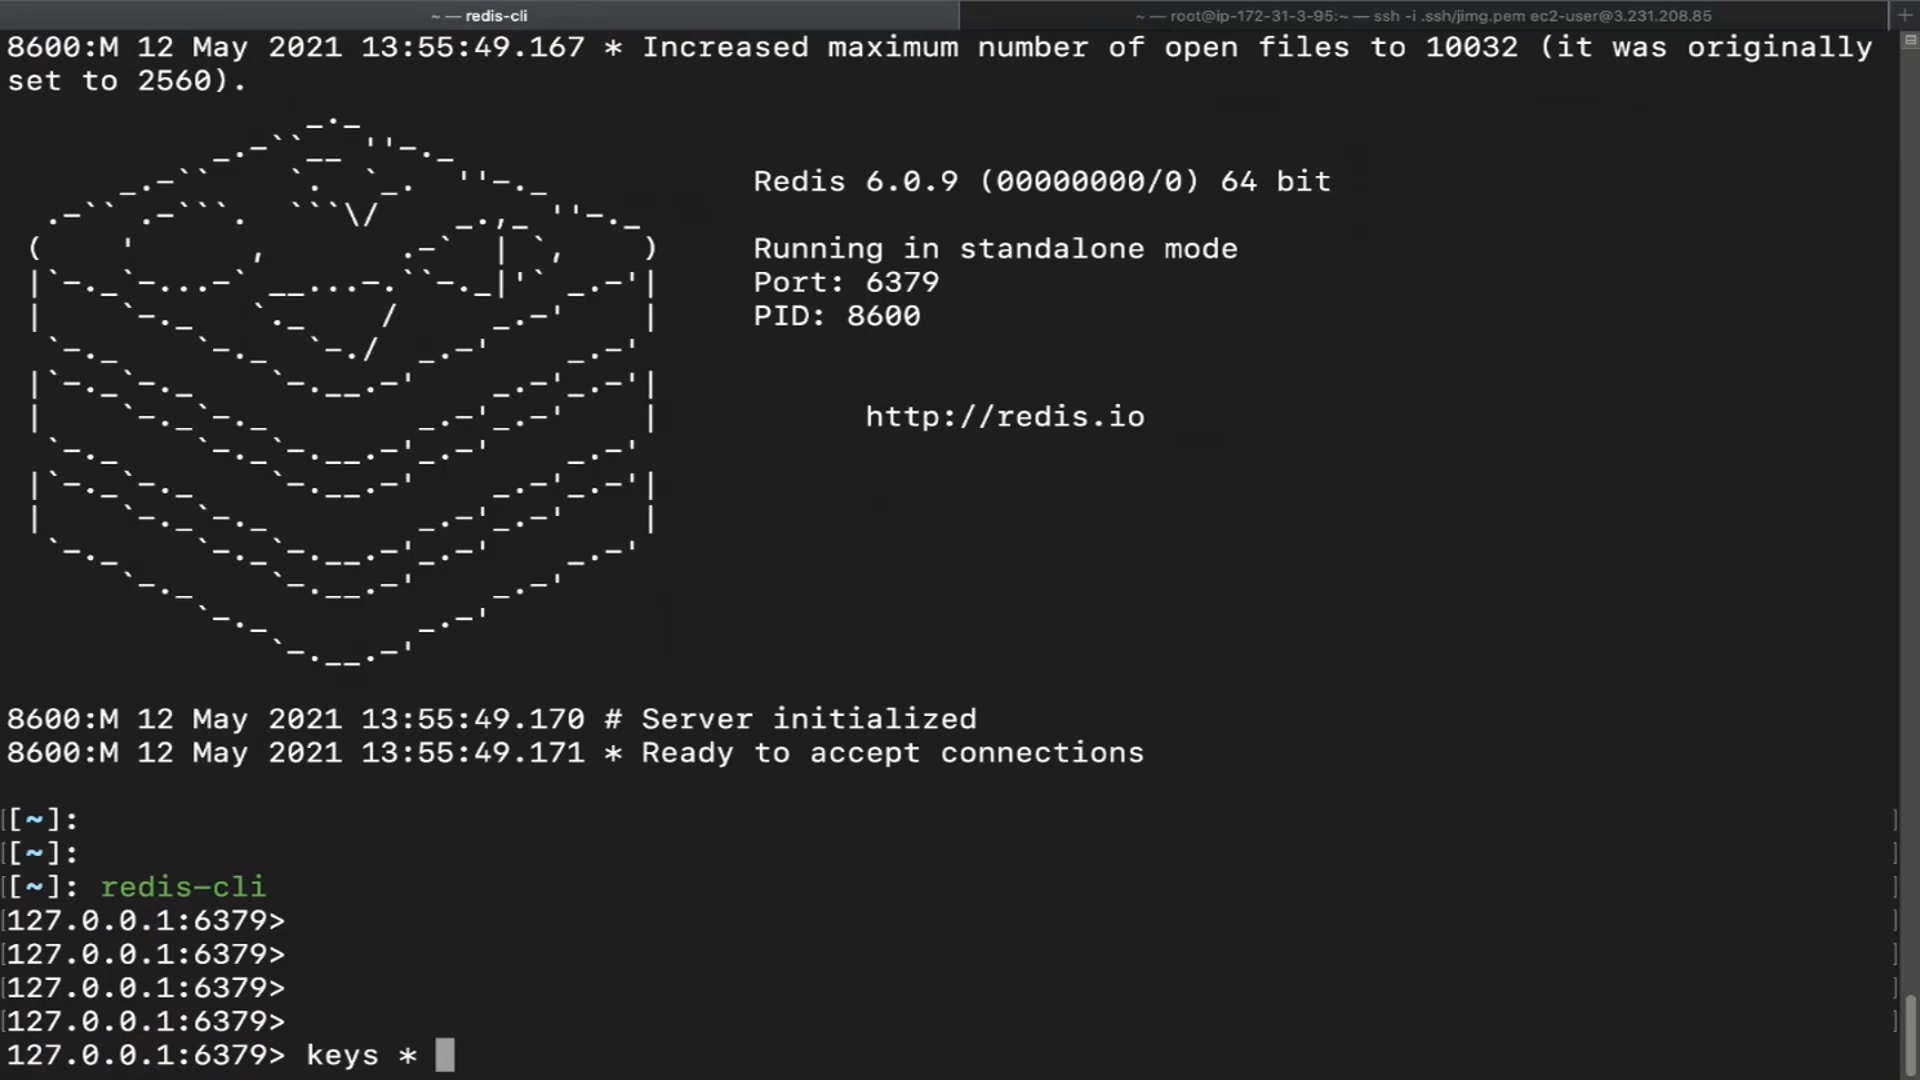 ~ — redis-cli
~ — root@ip-172-31-3-95:~ — ssh -i .ssh/jimg.pem ec2-user@3.231.208.85
8600:M 12 May 2021 13:55:49.167 * Increased maximum number of open files to 10032 (it was originally
set to 2560).
Redis 6.0.9 (00000000/0) 64 bit
Running in standalone mode
Port: 6379
PID: 8600
http://redis.io
8600:M 12 May 2021 13:55:49.170 # Server initialized
8600:M 12 May 2021 13:55:49.171 * Ready to accept connections
[~]:
[~]:
[~]: redis-cli
127.0.0.1:6379>
127.0.0.1:6379>
127.0.0.1:6379>
127.0.0.1:6379>
127.0.0.1:6379> keys *